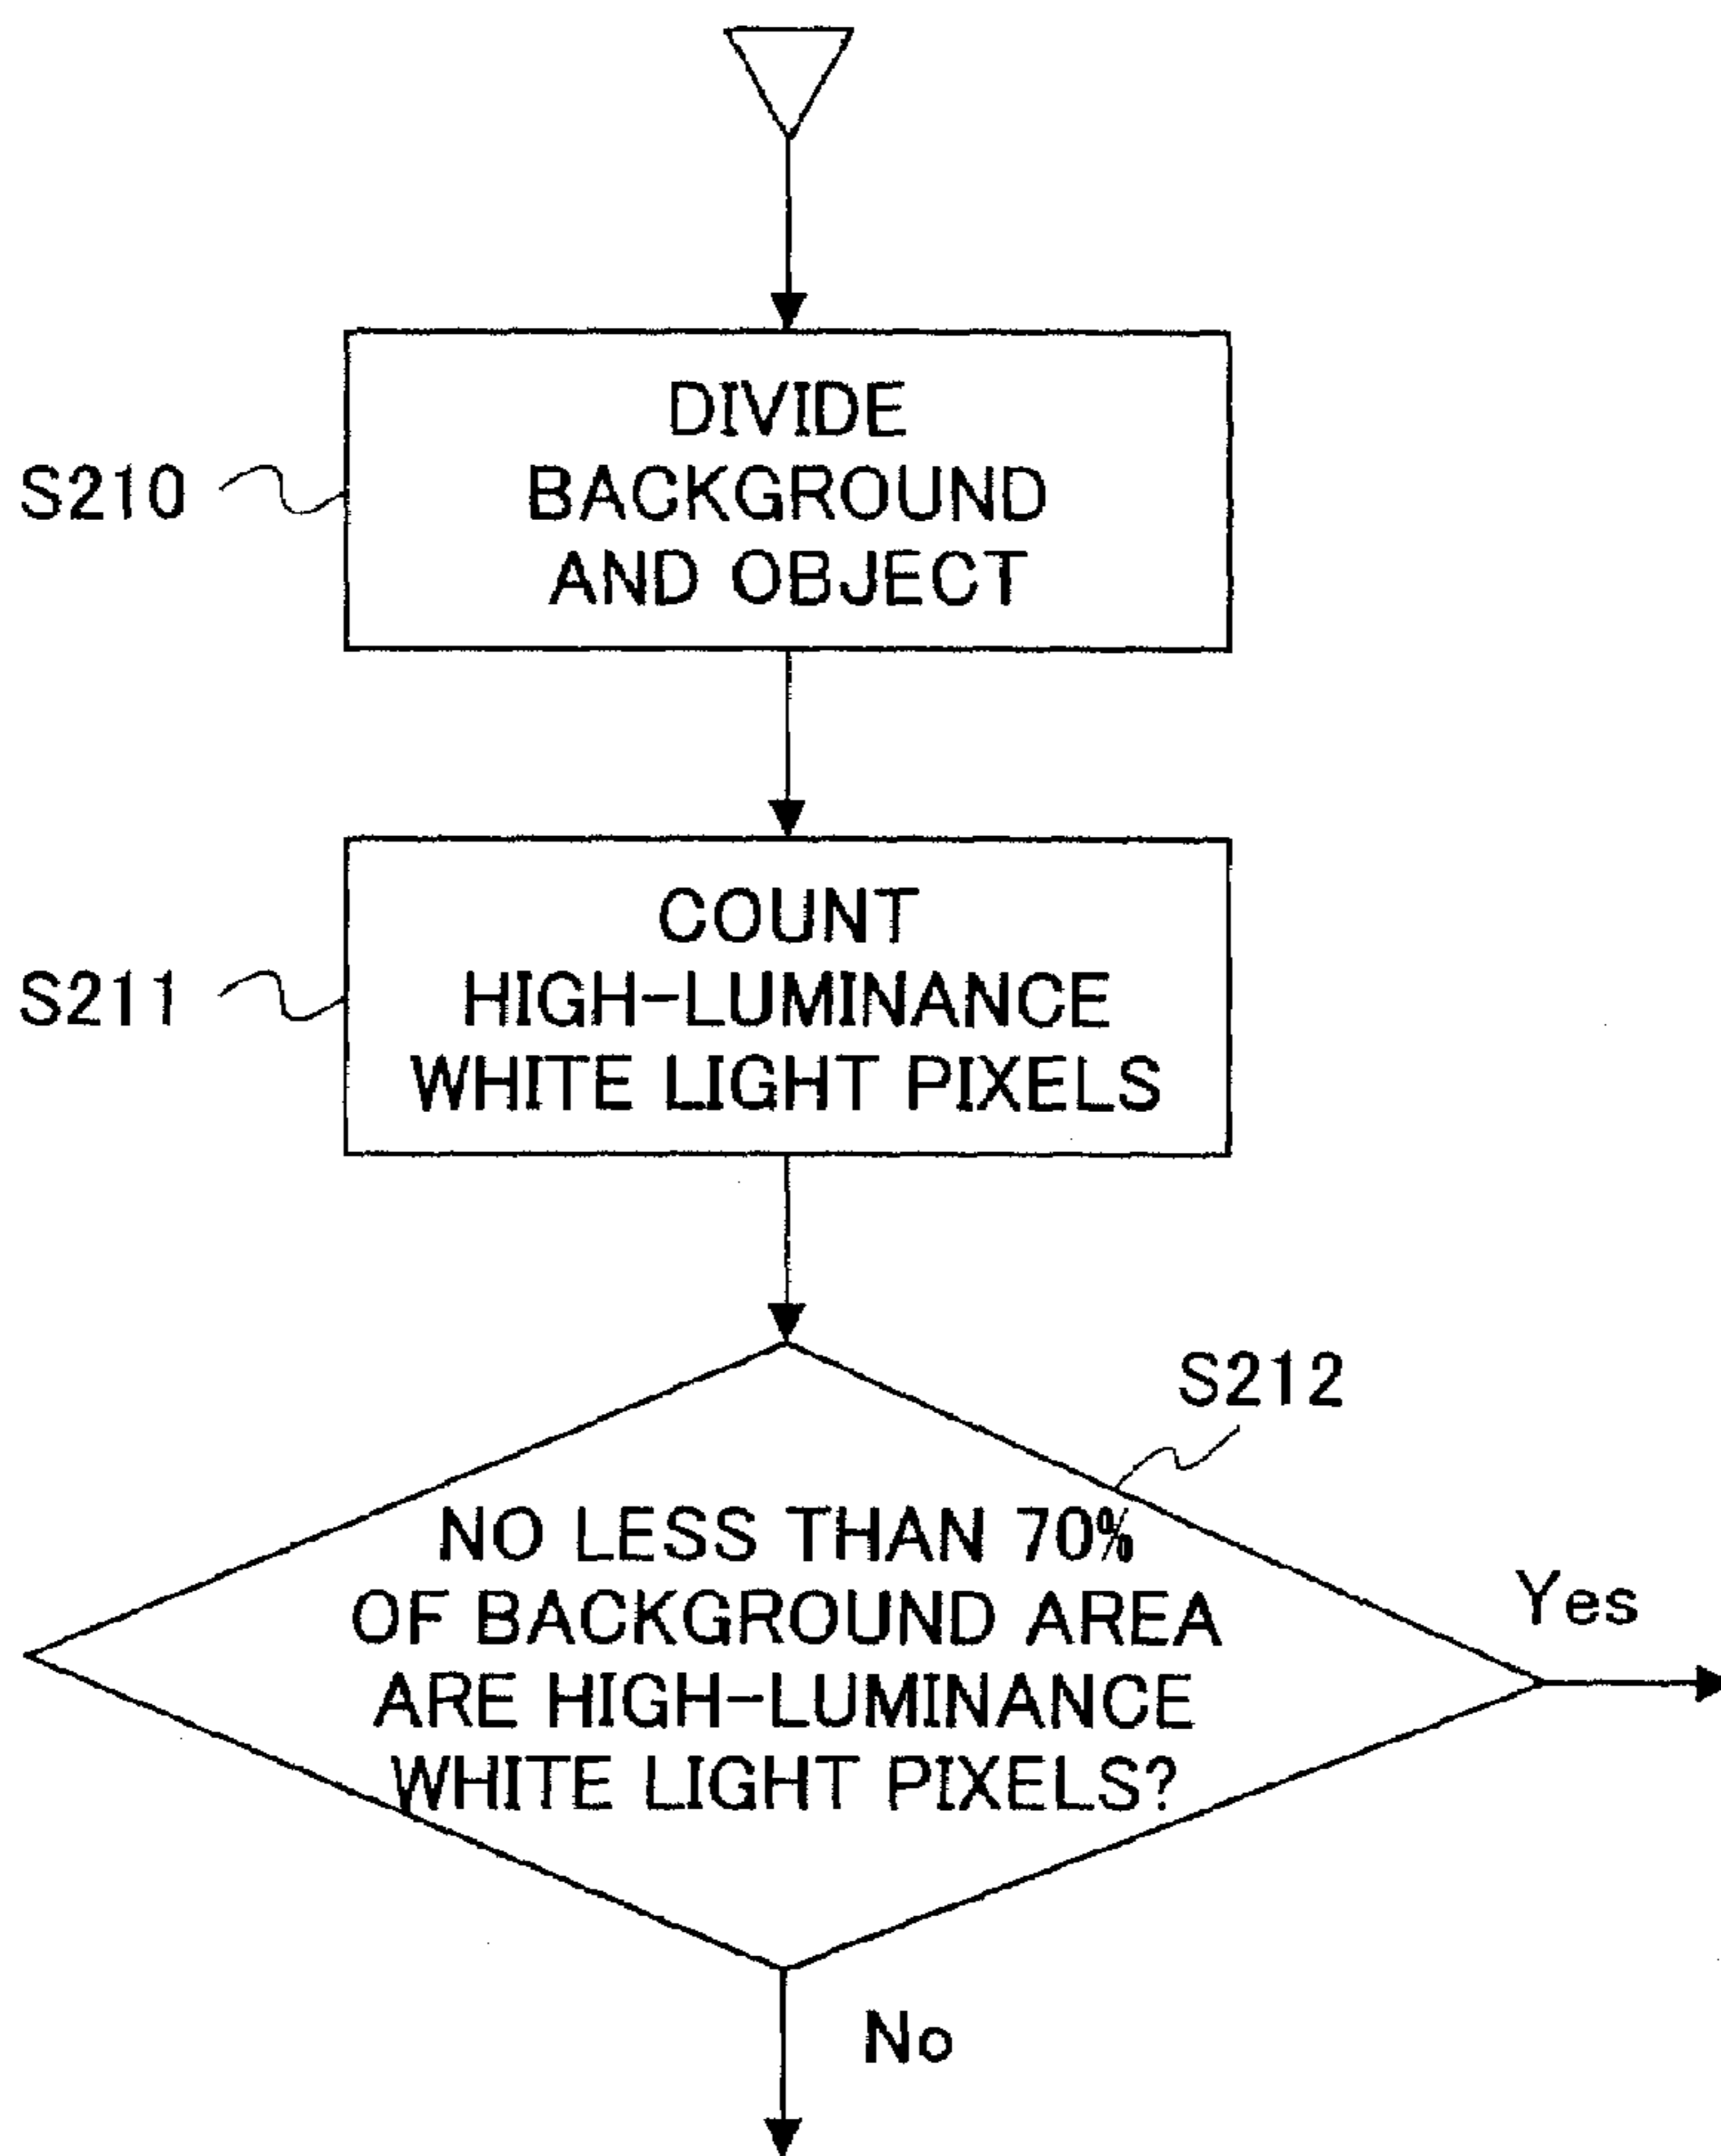 S210
DIVIDE
BACKGROUND
AND OBJECT
S211
COUNT
HIGH-LUMINANCE
WHITE LIGHT PIXELS
S212
NO LESS THAN 70%
OF BACKGROUND AREA
ARE HIGH-LUMINANCE
WHITE LIGHT PIXELS?
Yes
No